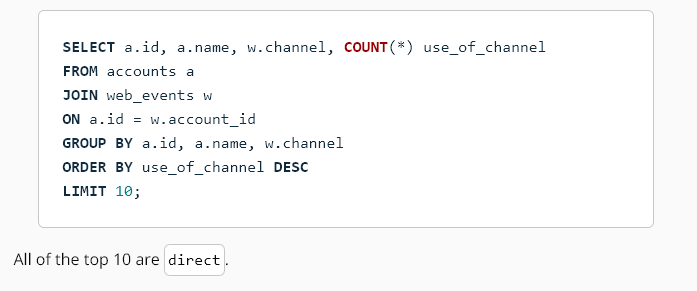 SELECT a.id, a.name, w.channel, COUNT(*) use_of_channel
FROM accounts a
JOIN web_events w
ON a.id = w.account_id
GROUP BY a.id, a.name, w.channel
ORDER BY use_of_channel DESC
LIMIT 10;
All of the top 10 are direct.